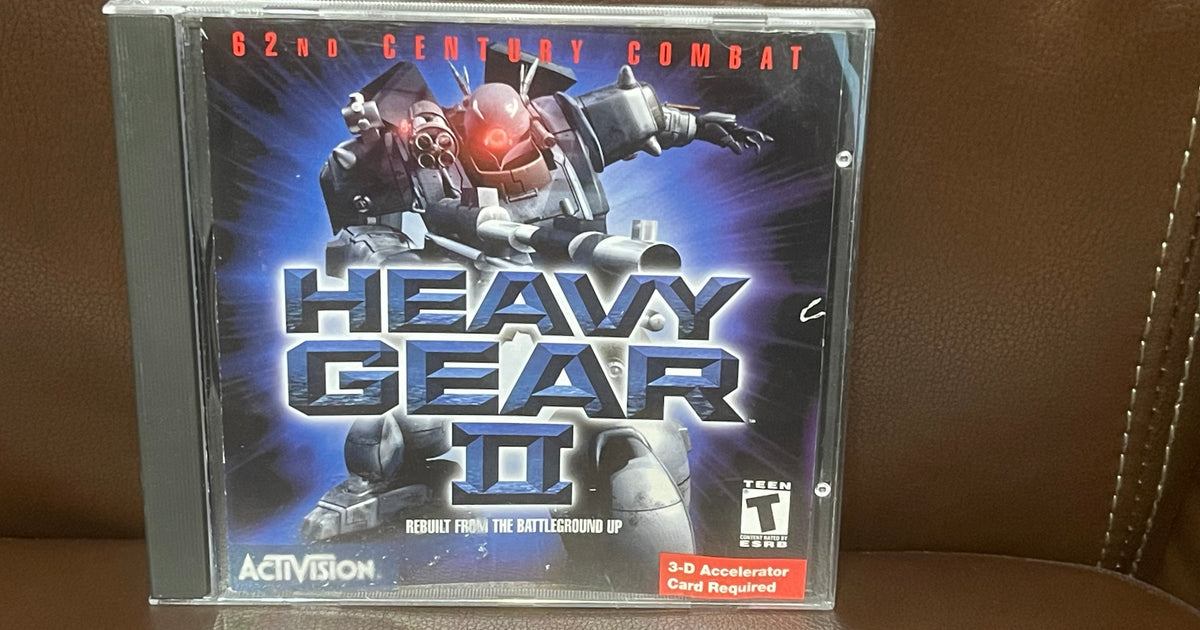 62ND CENTURY COMBAT
HEAVY
GEAR
II
™
REBUILT FROM THE BATTLEGROUND UP
TEEN
T
CONTENT RATED BY
ESRB
ACTIVISION
3-D Accelerator
Card Required